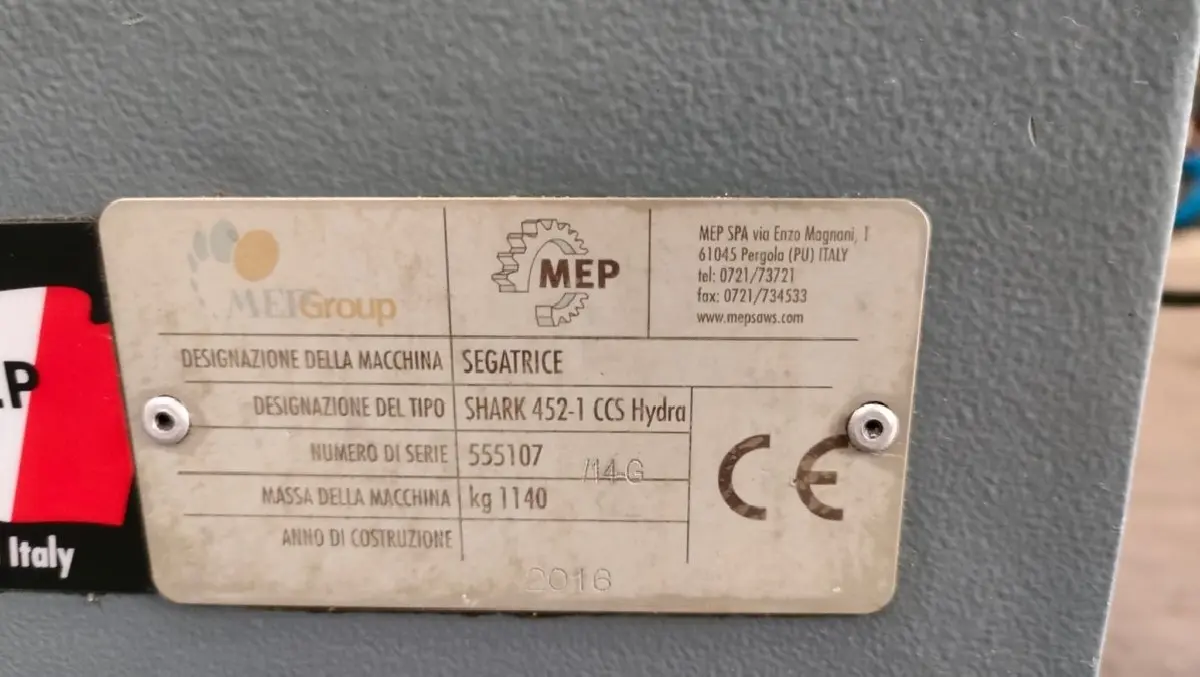 MEPGroup
MEP
MEP SPA via Enzo Magnani, 1
61045 Pergola (PU) ITALY
tel: 0721/73721
fax: 0721/734533
www.mepsaws.com
DESIGNAZIONE DELLA MACCHINA SEGATRICE
DESIGNAZIONE DEL TIPO SHARK 452-1 CCS Hydra
NUMERO DI SERIE 555107 /14-G
MASSA DELLA MACCHINA kg 1140
ANNO DI COSTRUZIONE 2016
CE
EP
Italy